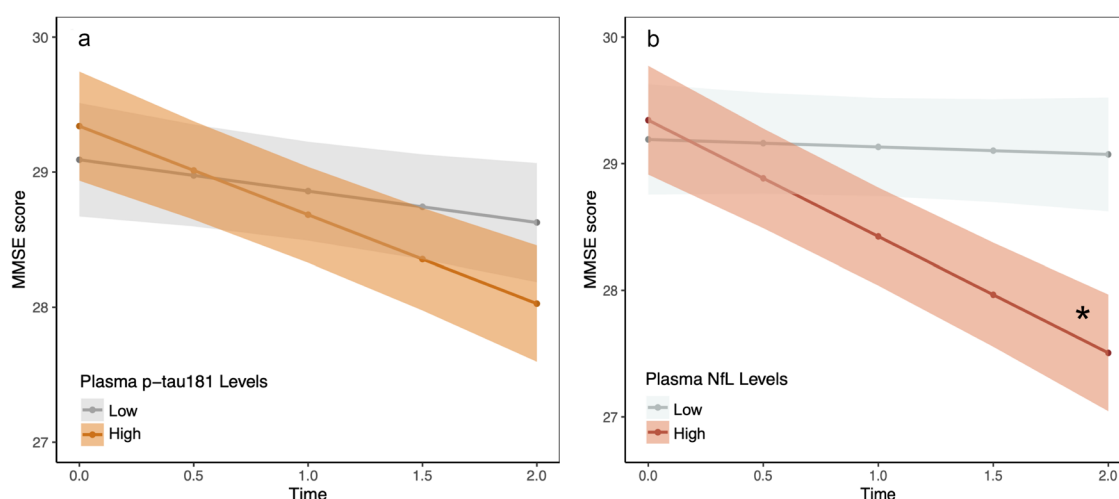 a
MMSE score
30
29
28
27
Plasma p-tau181 Levels
Low
High
0.0 0.5 1.0 1.5 2.0
Time
b
MMSE score
30
29
28
27
*
Plasma NfL Levels
Low
High
0.0 0.5 1.0 1.5 2.0
Time